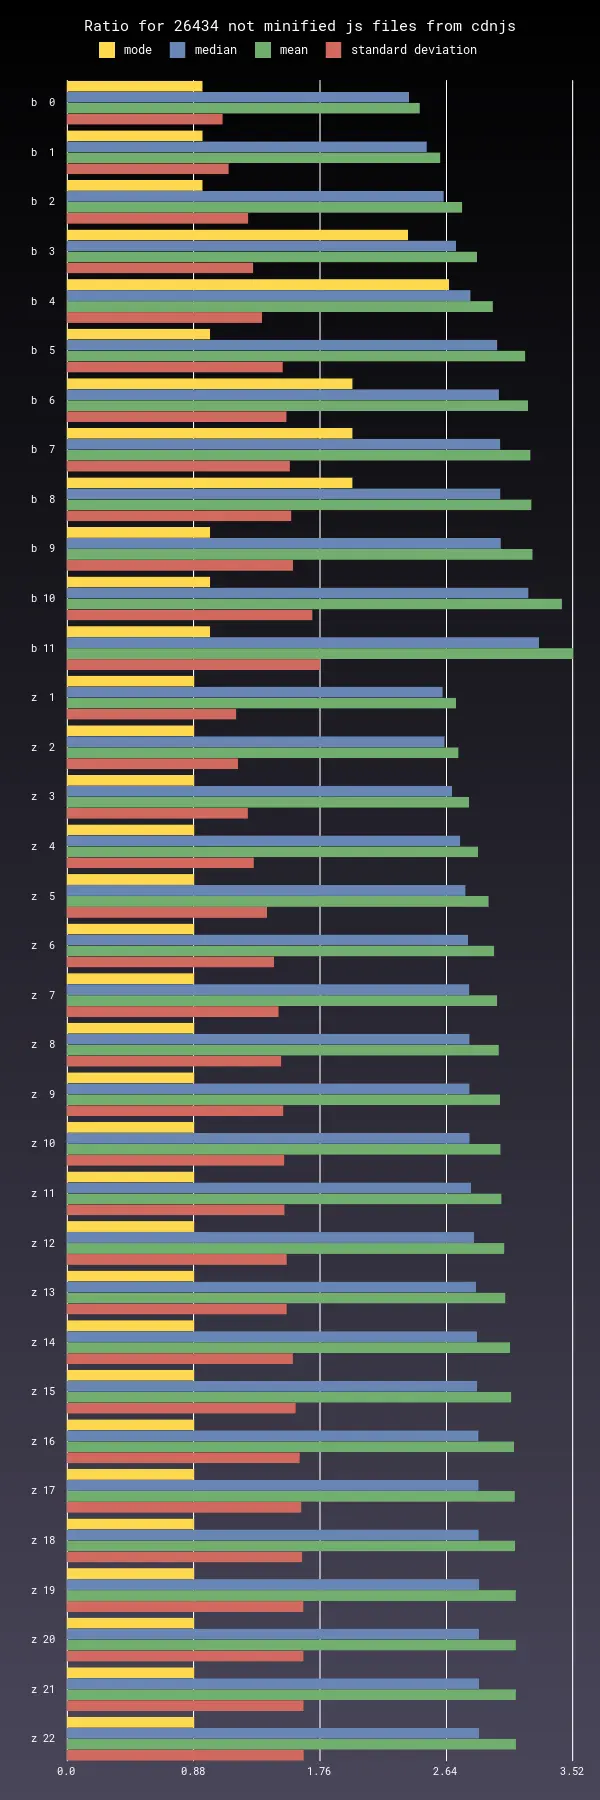 Ratio for 26434 not minified js files from cdnjs
mode median mean standard deviation
b 0
b 1
b 2
b 3
b 4
b 5
b 6
b 7
b 8
b 9
b 10
b 11
z 1
z 2
z 3
z 4
z 5
z 6
z 7
z 8
z 9
z 10
z 11
z 12
z 13
z 14
z 15
z 16
z 17
z 18
z 19
z 20
z 21
z 22
0.0 0.88 1.76 2.64 3.52